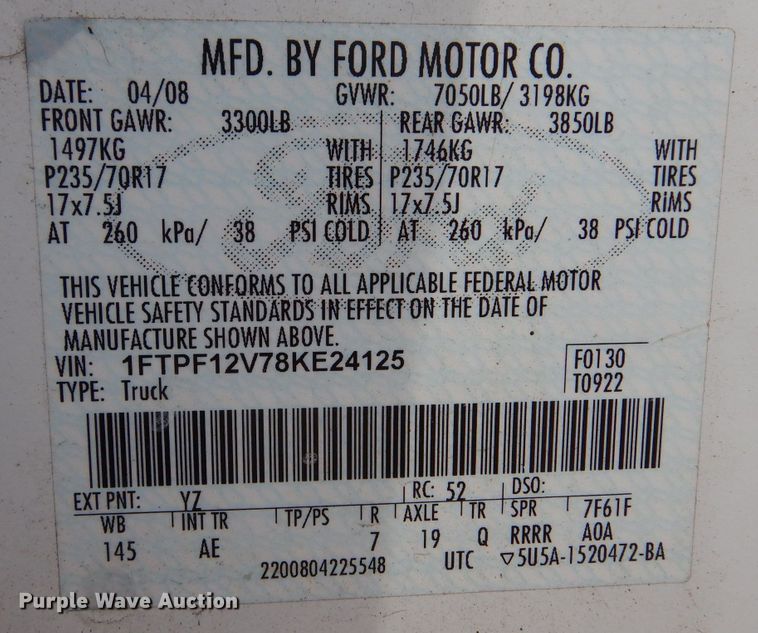 MFD. BY FORD MOTOR CO.
DATE: 04/08 GVWR: 7050LB/ 3198KG
FRONT GAWR: 3300LB REAR GAWR: 3850LB
1497KG WITH 1746KG WITH
P235/70R17 TIRES P235/70R17 TIRES
17x7.5J RIMS 17x7.5J RIMS
AT 260 kPa/ 38 PSI COLD AT 260 kPa/ 38 PSI COLD
THIS VEHICLE CONFORMS TO ALL APPLICABLE FEDERAL MOTOR
VEHICLE SAFETY STANDARDS IN EFFECT ON THE DATE OF
MANUFACTURE SHOWN ABOVE.
VIN: 1FTPF12V78KE24125 F0130
TYPE: Truck T0922
EXT PNT: YZ RC: 52 DSO:
WB INT TR TP/PS R AXLE TR SPR 7F61F
145 AE 7 19 Q RRRR A0A
2200804225548 UTC ▽5U5A-1520472-BA
Purple Wave Auction